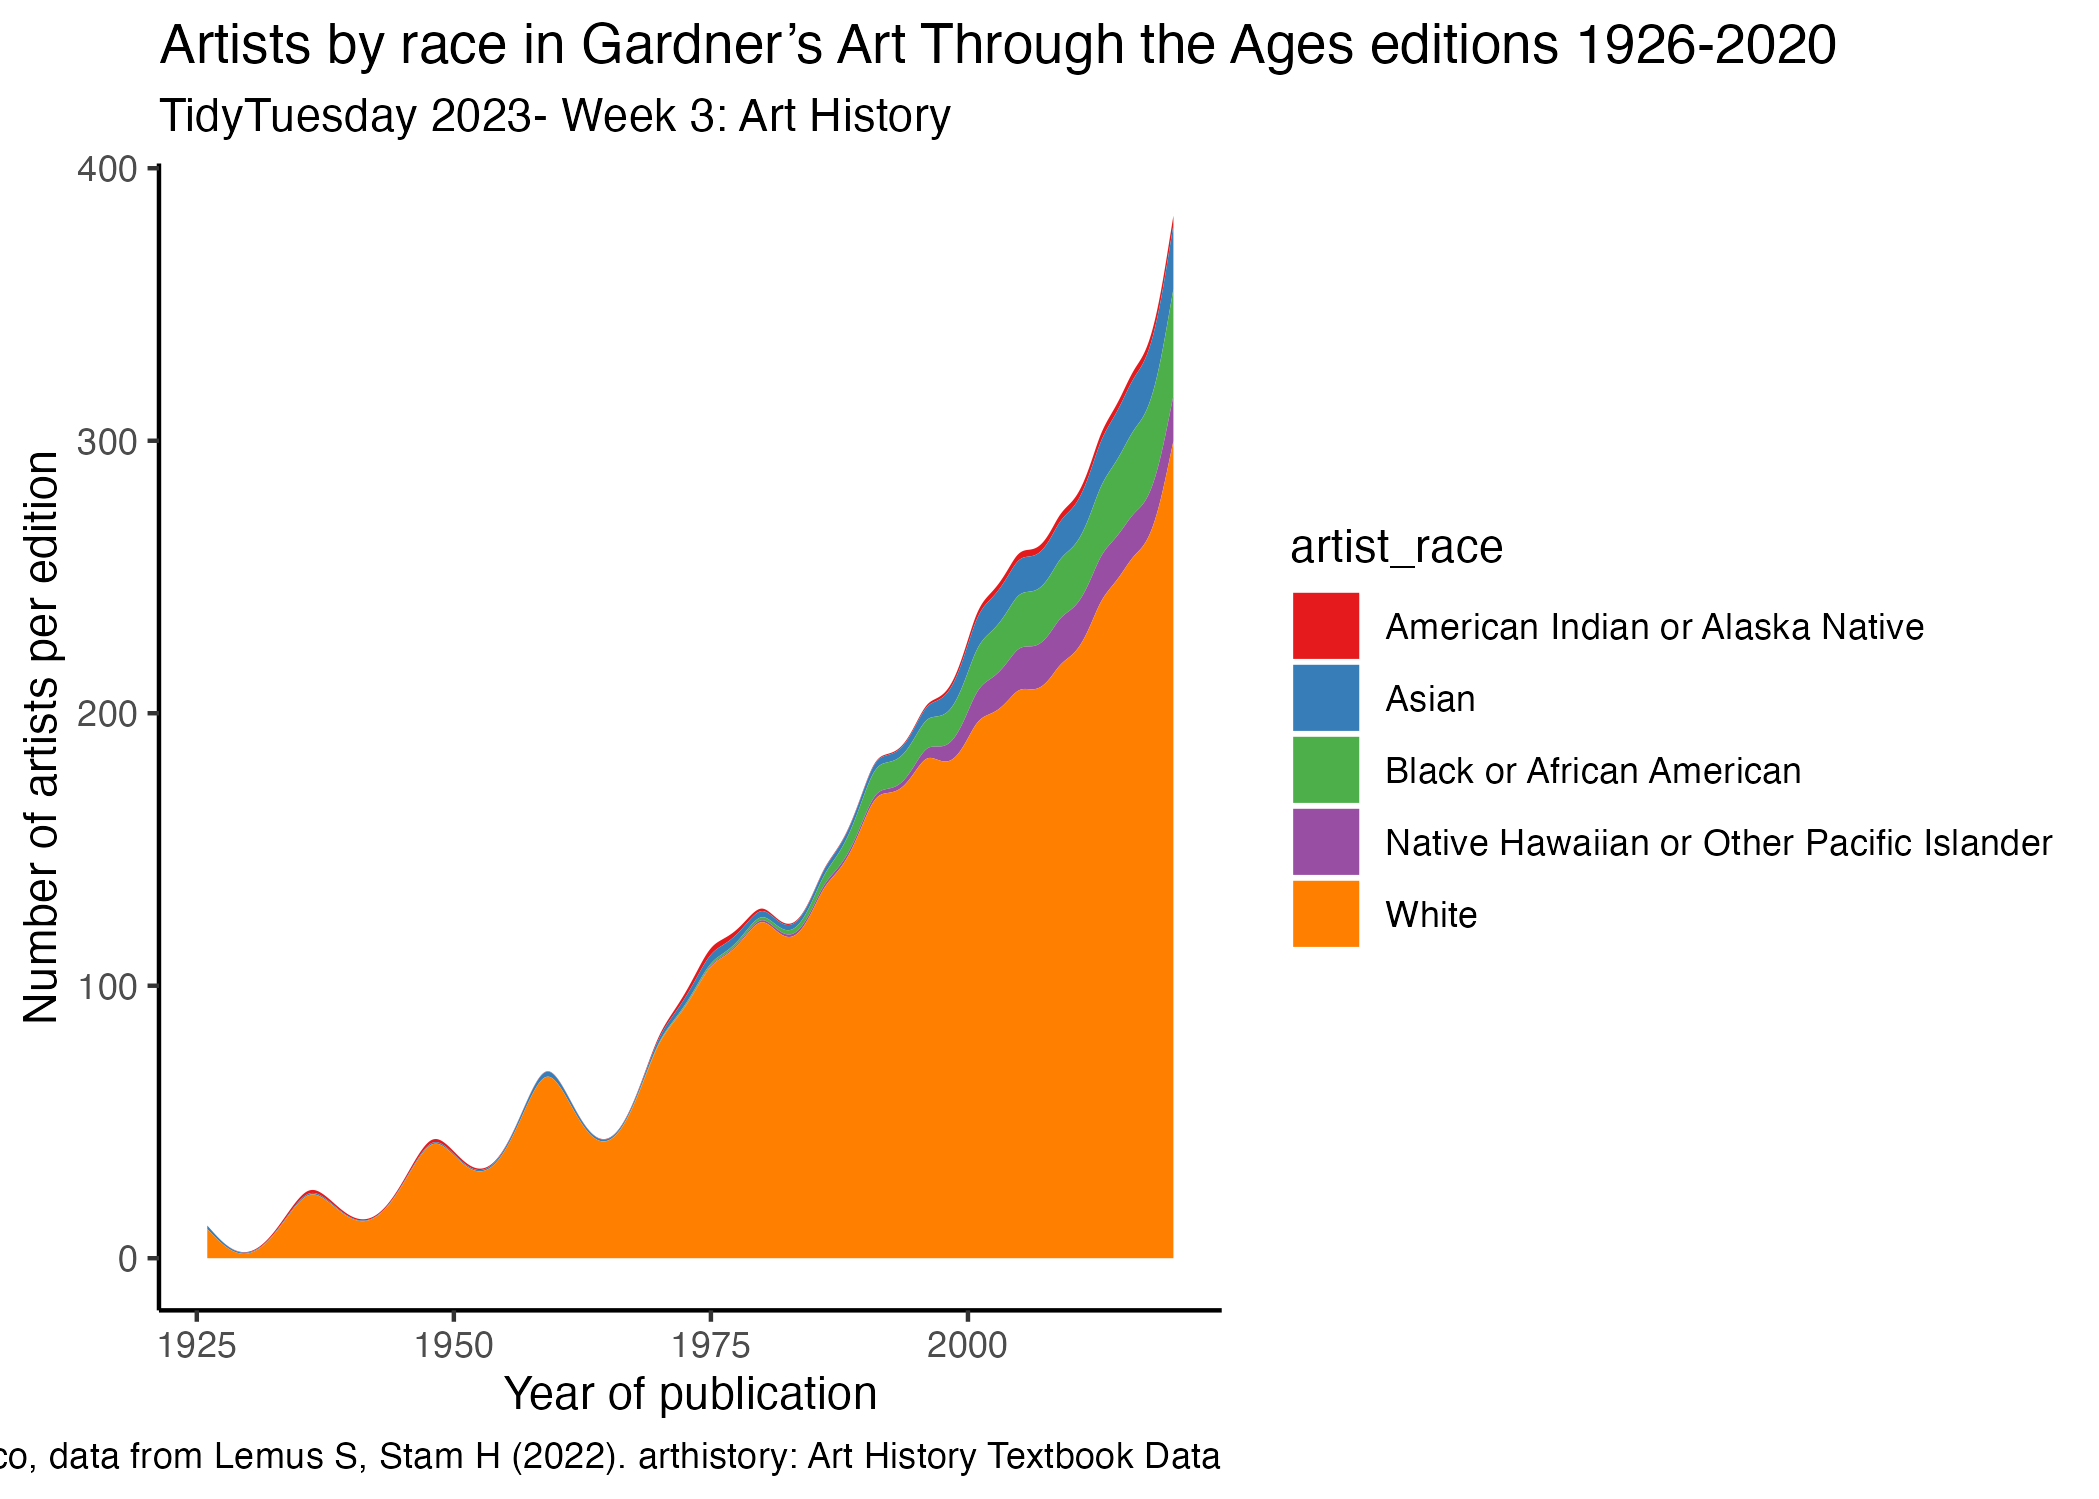 Artists by race in Gardner’s Art Through the Ages editions 1926-2020
TidyTuesday 2023- Week 3: Art History
400
300
200
100
0
Number of artists per edition
1925 1950 1975 2000
Year of publication
artist_race
American Indian or Alaska Native
Asian
Black or African American
Native Hawaiian or Other Pacific Islander
White
data from Lemus S, Stam H (2022). arthistory: Art History Textbook Data